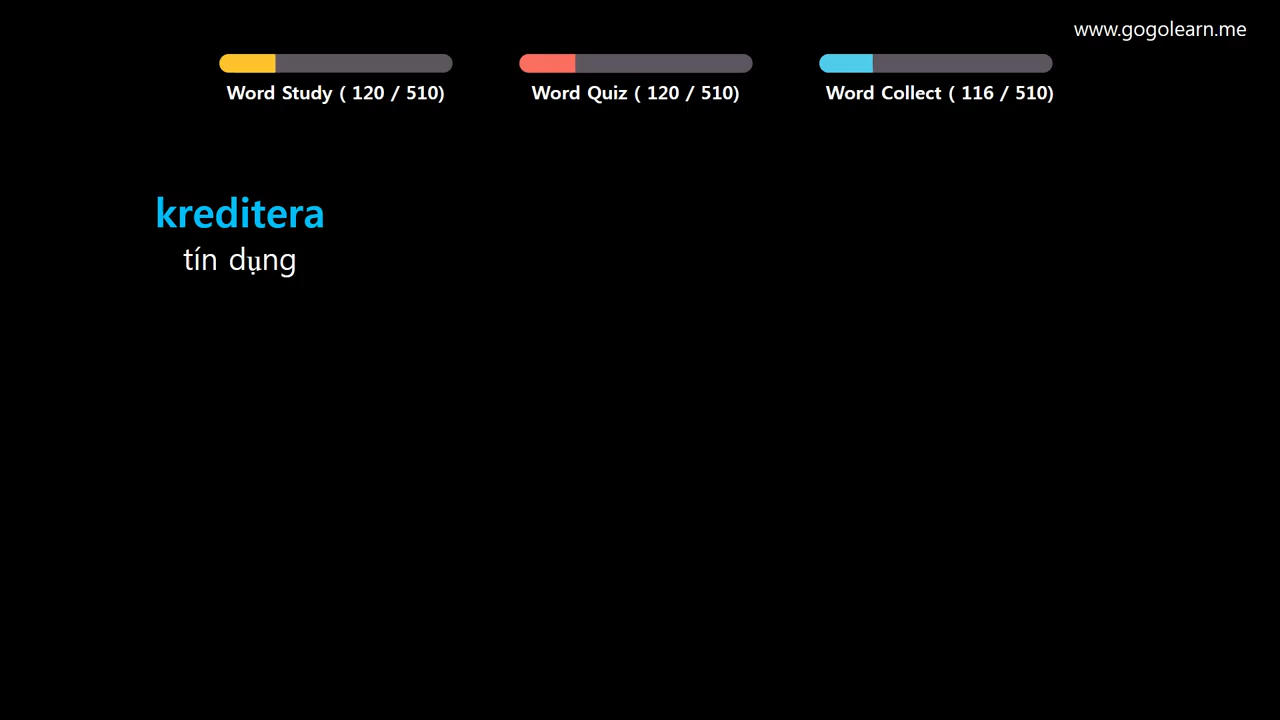 www.gogolearn.me
Word Study ( 120 / 510)
Word Quiz ( 120 / 510)
Word Collect ( 116 / 510)
kreditera
tín dụng